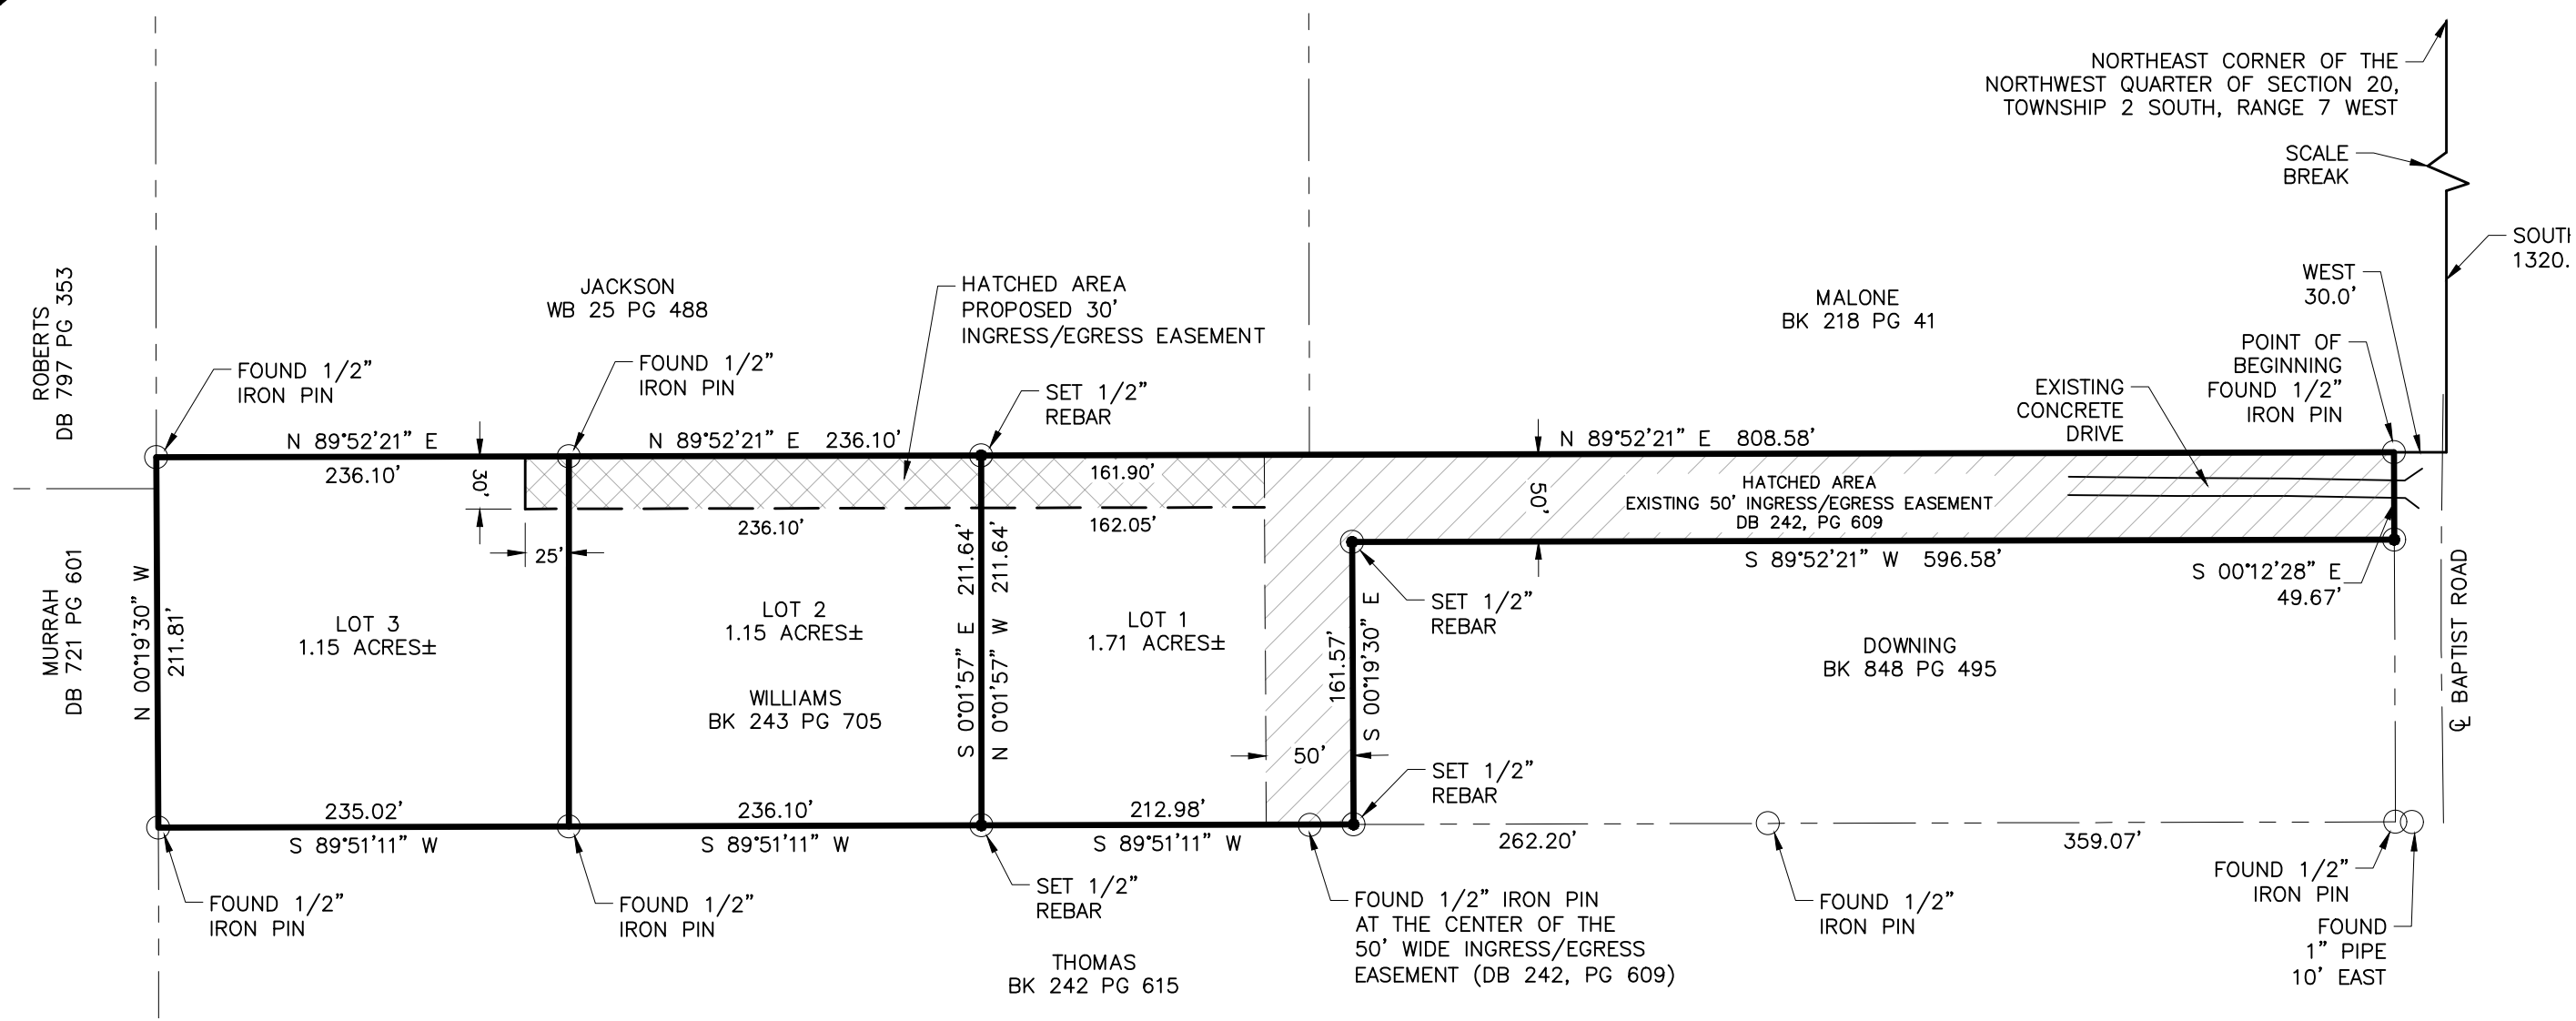 NORTHEAST CORNER OF THE
NORTHWEST QUARTER OF SECTION 20,
TOWNSHIP 2 SOUTH, RANGE 7 WEST
SCALE
BREAK
1320.
WEST
30.0'
POINT OF
BEGINNING
FOUND 1/2"
IRON PIN
EXISTING
CONCRETE
DRIVE
MALONE
BK 218 PG 41
JACKSON
WB 25 PG 488
HATCHED AREA
PROPOSED 30'
INGRESS/EGRESS EASEMENT
ROBERTS
DB 797 PG 353
FOUND 1/2"
IRON PIN
FOUND 1/2"
IRON PIN
SET 1/2"
REBAR
N 89°52'21" E
236.10'
N 89°52'21" E 236.10'
N 89°52'21" E 808.58'
30'
161.90'
50'
HATCHED AREA
EXISTING 50' INGRESS/EGRESS EASEMENT
DB 242, PG 609
236.10'
162.05'
25'
S 89°52'21" W 596.58'
S 00°12'28" E
49.67'
MURRAH
DB 721 PG 601
N 00°19'30" W
211.81'
LOT 3
1.15 ACRES±
LOT 2
1.15 ACRES±
WILLIAMS
BK 243 PG 705
S 0°01'57" E 211.64'
N 0°01'57" W 211.64'
LOT 1
1.71 ACRES±
50'
161.57'
S 00°19'30" E
SET 1/2"
REBAR
DOWNING
BK 848 PG 495
℄ BAPTIST ROAD
SET 1/2"
REBAR
235.02'
S 89°51'11" W
236.10'
S 89°51'11" W
212.98'
S 89°51'11" W
262.20'
359.07'
FOUND 1/2"
IRON PIN
FOUND 1/2"
IRON PIN
SET 1/2"
REBAR
FOUND 1/2" IRON PIN
AT THE CENTER OF THE
50' WIDE INGRESS/EGRESS
EASEMENT (DB 242, PG 609)
FOUND 1/2"
IRON PIN
FOUND 1/2"
IRON PIN
FOUND
1" PIPE
10' EAST
THOMAS
BK 242 PG 615